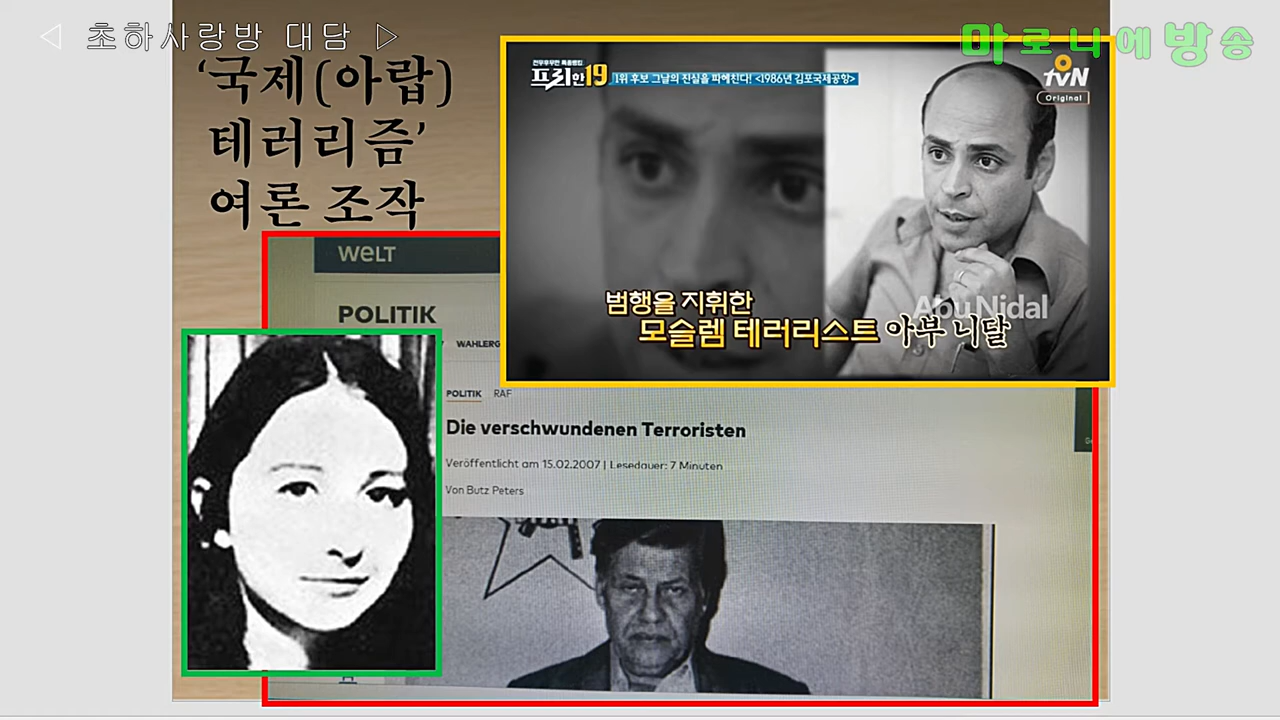 ◁ 초하사랑방 대담 ▷
마로니에방송
‘국제(아랍)
테러리즘’
여론 조작
프리한19
1위 후보 그날의 진실을 파헤친다! <1986년 김포국제공항>
tvN
Original
Abu Nidal
범행을 지휘한
모슬렘 테러리스트 아부 니달
WELT
POLITIK
WAHLERG
POLITIK RAF
Die verschwundenen Terroristen
Veröffentlicht am 15.02.2007 | Lesedauer: 7 Minuten
Von Butz Peters